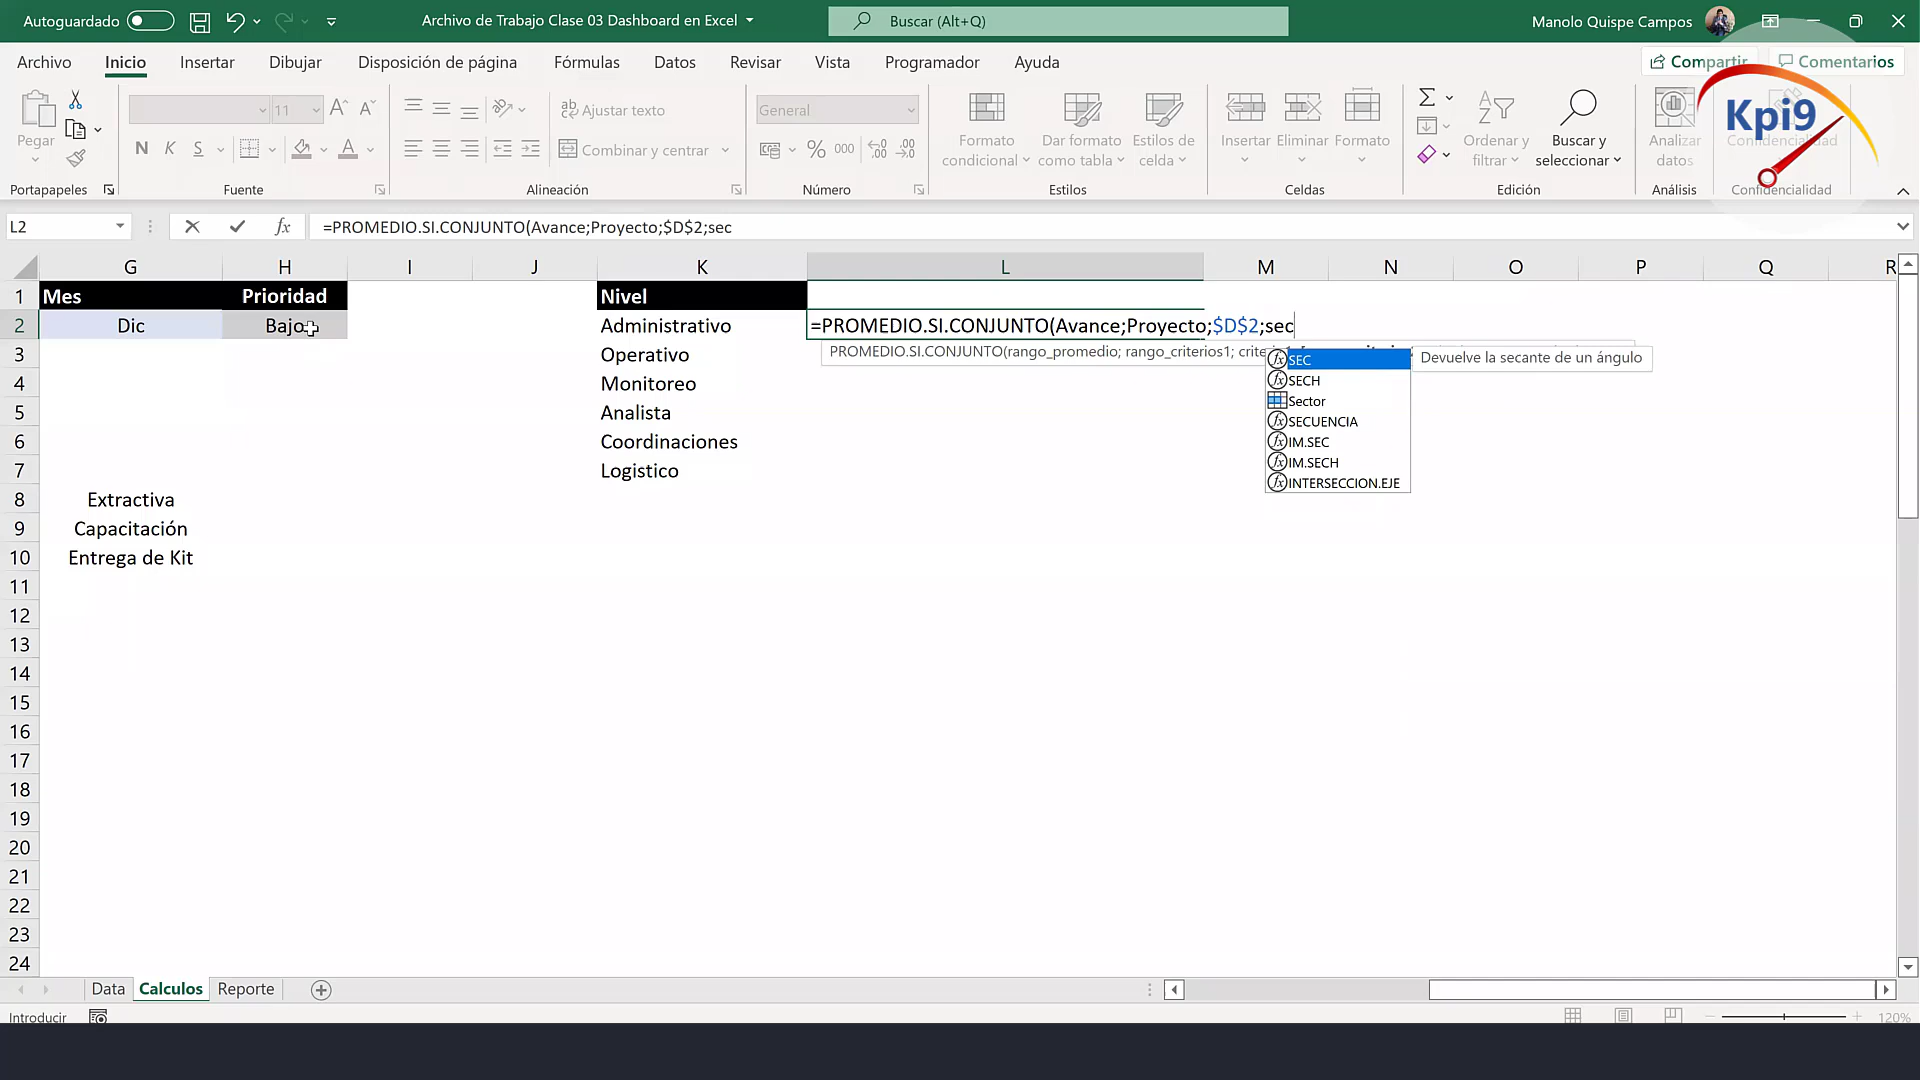 Autoguardado
Archivo de Trabajo Clase 03 Dashboard en Excel
Buscar (Alt+Q)
Manolo Quispe Campos
Archivo Inicio Insertar Dibujar Disposición de página Fórmulas Datos Revisar Vista Programador Ayuda
Compartir Comentarios
Kpi9
Pegar
11
N K S
Ajustar texto
Combinar y centrar
General
% 000
Formato condicional
Dar formato como tabla
Estilos de celda
Insertar
Eliminar
Formato
Ordenar y filtrar
Buscar y seleccionar
Analizar datos
Confidencialidad
Portapapeles Fuente Alineación Número Estilos Celdas Edición Análisis Confidencialidad
L2
fx
=PROMEDIO.SI.CONJUNTO(Avance;Proyecto;$D$2;sec
G H I J K L M N O P Q R
1 Mes Prioridad Nivel
2 Dic Bajo Administrativo =PROMEDIO.SI.CONJUNTO(Avance;Proyecto;$D$2;sec
PROMEDIO.SI.CONJUNTO(rango_promedio; rango_criterios1;
SEC
Devuelve la secante de un ángulo
SECH
Sector
SECUENCIA
IM.SEC
IM.SECH
INTERSECCION.EJE
3 Operativo
4 Monitoreo
5 Analista
6 Coordinaciones
7 Logistico
8 Extractiva
9 Capacitación
10 Entrega de Kit
11
12
13
14
15
16
17
18
19
20
21
22
23
24
Data Calculos Reporte
Introducir
120%